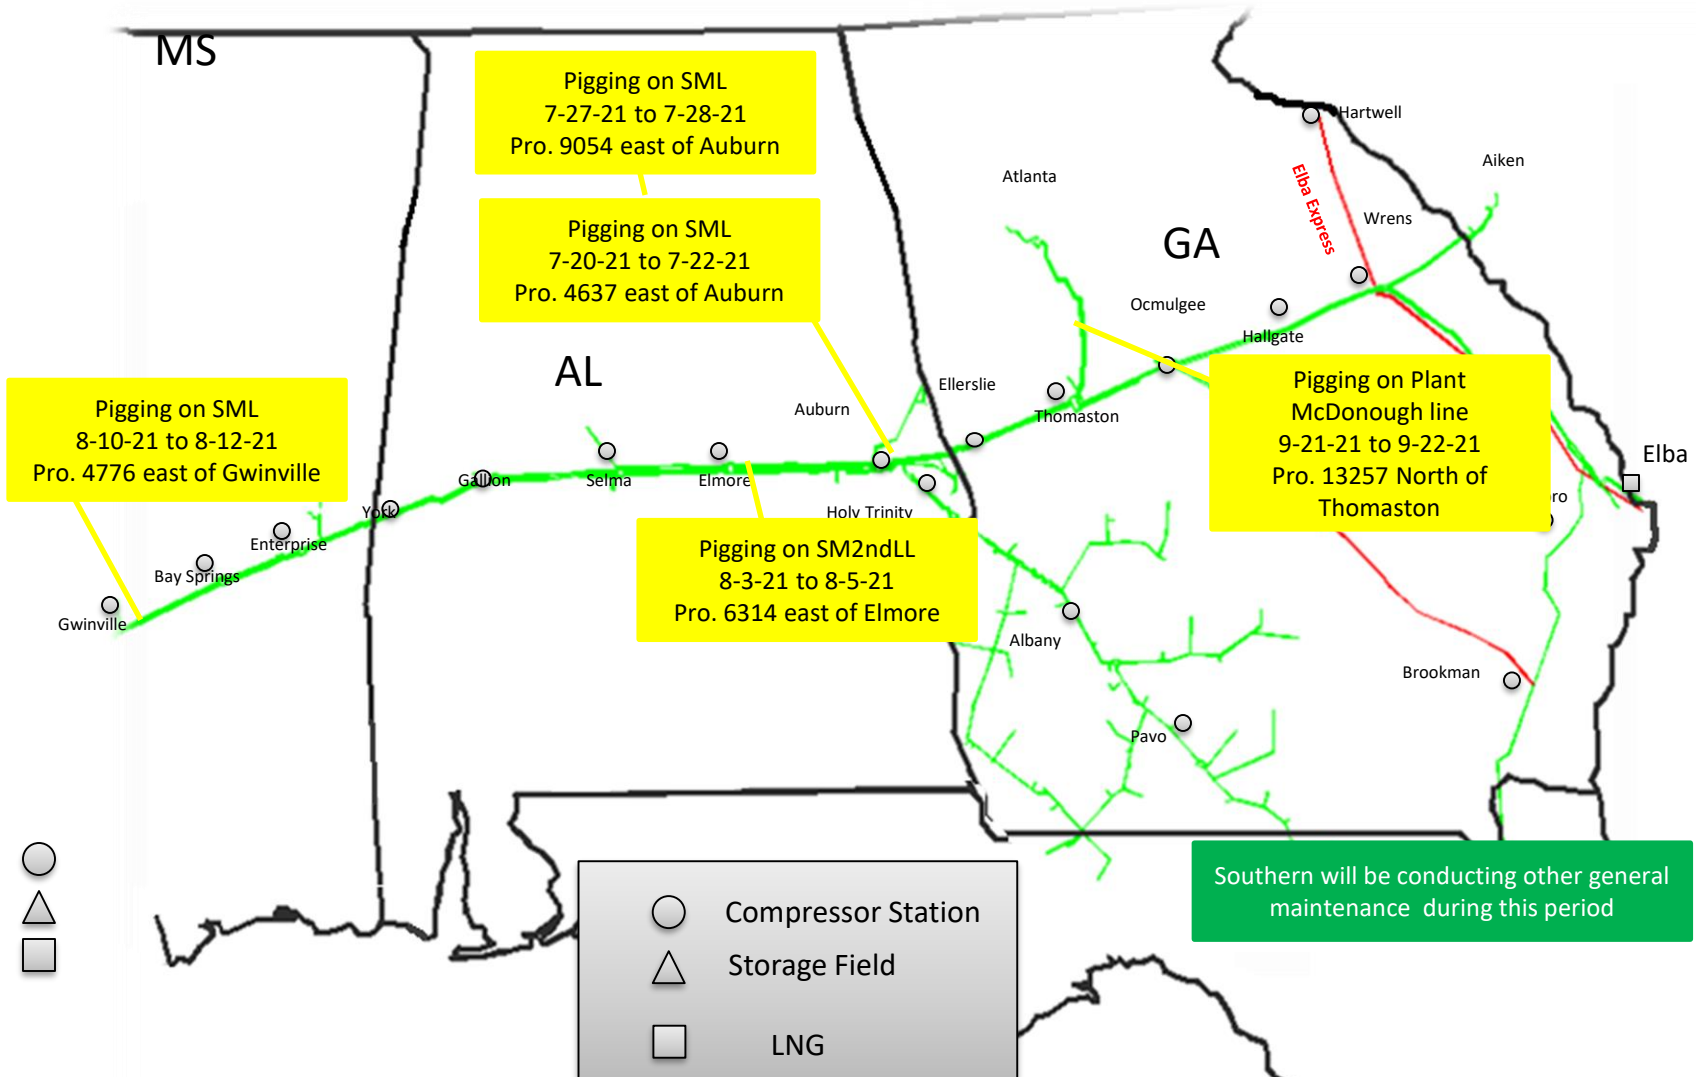 MS
Pigging on SML
7-27-21 to 7-28-21
Pro. 9054 east of Auburn
Hartwell
Aiken
Atlanta
Elba Express
Wrens
Pigging on SML
7-20-21 to 7-22-21
Pro. 4637 east of Auburn
GA
Ocmulgee
Hallgate
AL
Ellerslie
Auburn
Thomaston
Pigging on SML
8-10-21 to 8-12-21
Pro. 4776 east of Gwinville
Pigging on Plant
McDonough line
9-21-21 to 9-22-21
Pro. 13257 North of
Thomaston
Elba
Gallion
Selma
Elmore
York
Holy Trinity
oro
Enterprise
Bay Springs
Gwinville
Pigging on SM2ndLL
8-3-21 to 8-5-21
Pro. 6314 east of Elmore
Albany
Brookman
Pavo
Southern will be conducting other general
maintenance during this period
Compressor Station
Storage Field
LNG